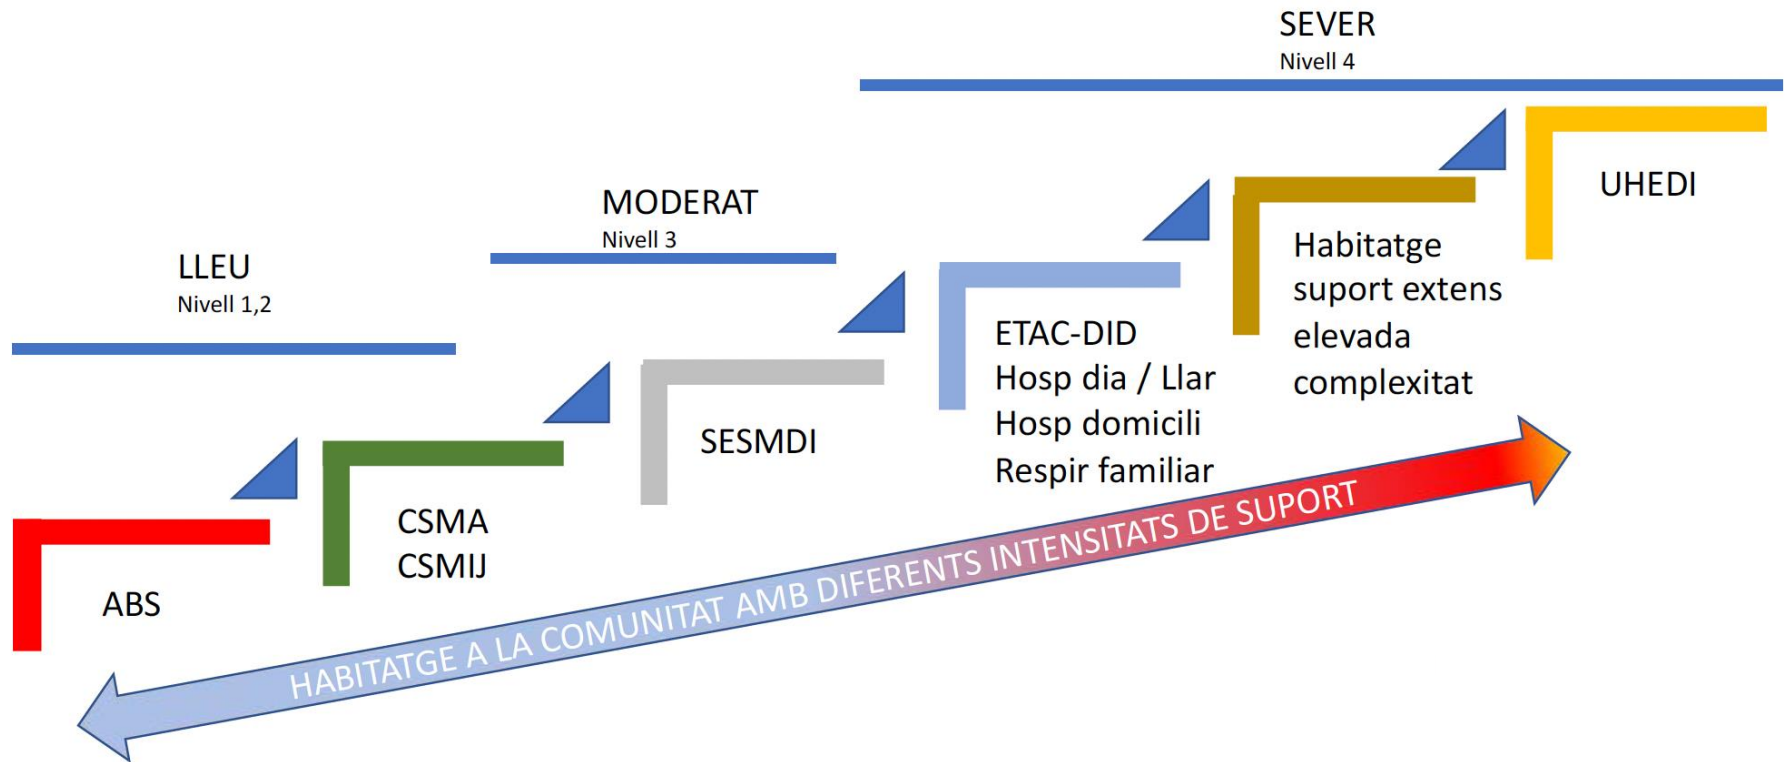 SEVER
Nivell 4
MODERAT
Nivell 3
LLEU
Nivell 1,2
UHEDI
Habitatge
suport extens
elevada
complexitat
ETAC-DID
Hosp dia / Llar
Hosp domicili
Respir familiar
SESMDI
CSMA
CSMIJ
ABS
HABITATGE A LA COMUNITAT AMB DIFERENTS INTENSITATS DE SUPORT